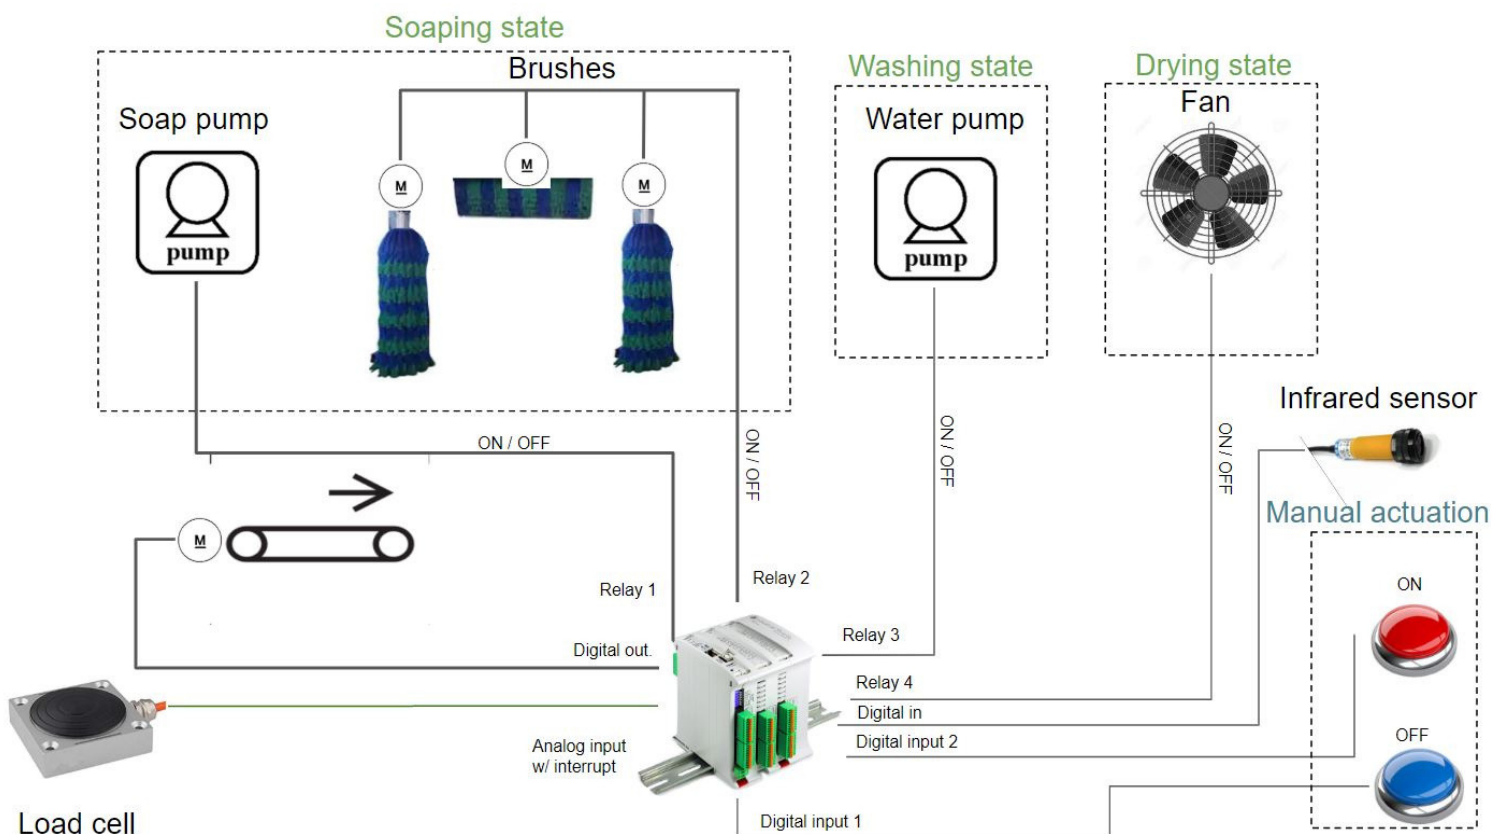 Soaping state
Brushes
Soap pump
M
M
M
pump
Washing state
Water pump
pump
Drying state
Fan
ON / OFF
ON / OFF
ON / OFF
ON / OFF
Infrared sensor
Manual actuation
ON
OFF
M
Relay 1
Relay 2
Relay 3
Digital out.
Relay 4
Digital in
Digital input 2
Analog input
w/ interrupt
Digital input 1
Load cell